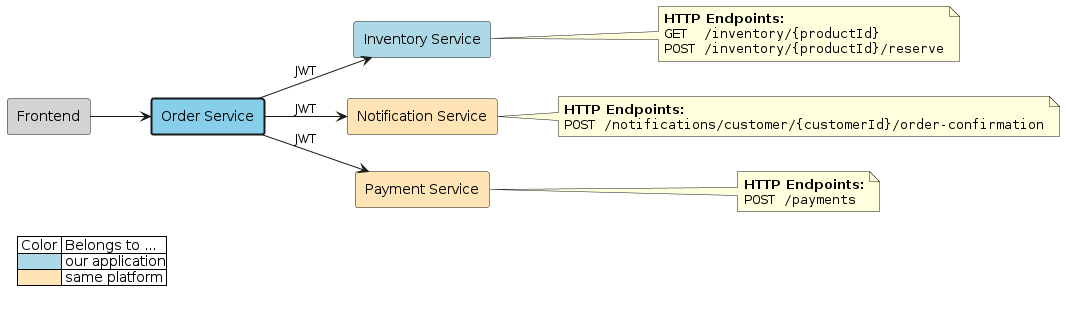 HTTP Endpoints:
GET  /inventory/{productId}
POST /inventory/{productId}/reserve
Inventory Service
JWT
Frontend
Order Service
JWT
Notification Service
HTTP Endpoints:
POST /notifications/customer/{customerId}/order-confirmation
JWT
Payment Service
HTTP Endpoints:
POST /payments
Color Belongs to ...
our application
same platform